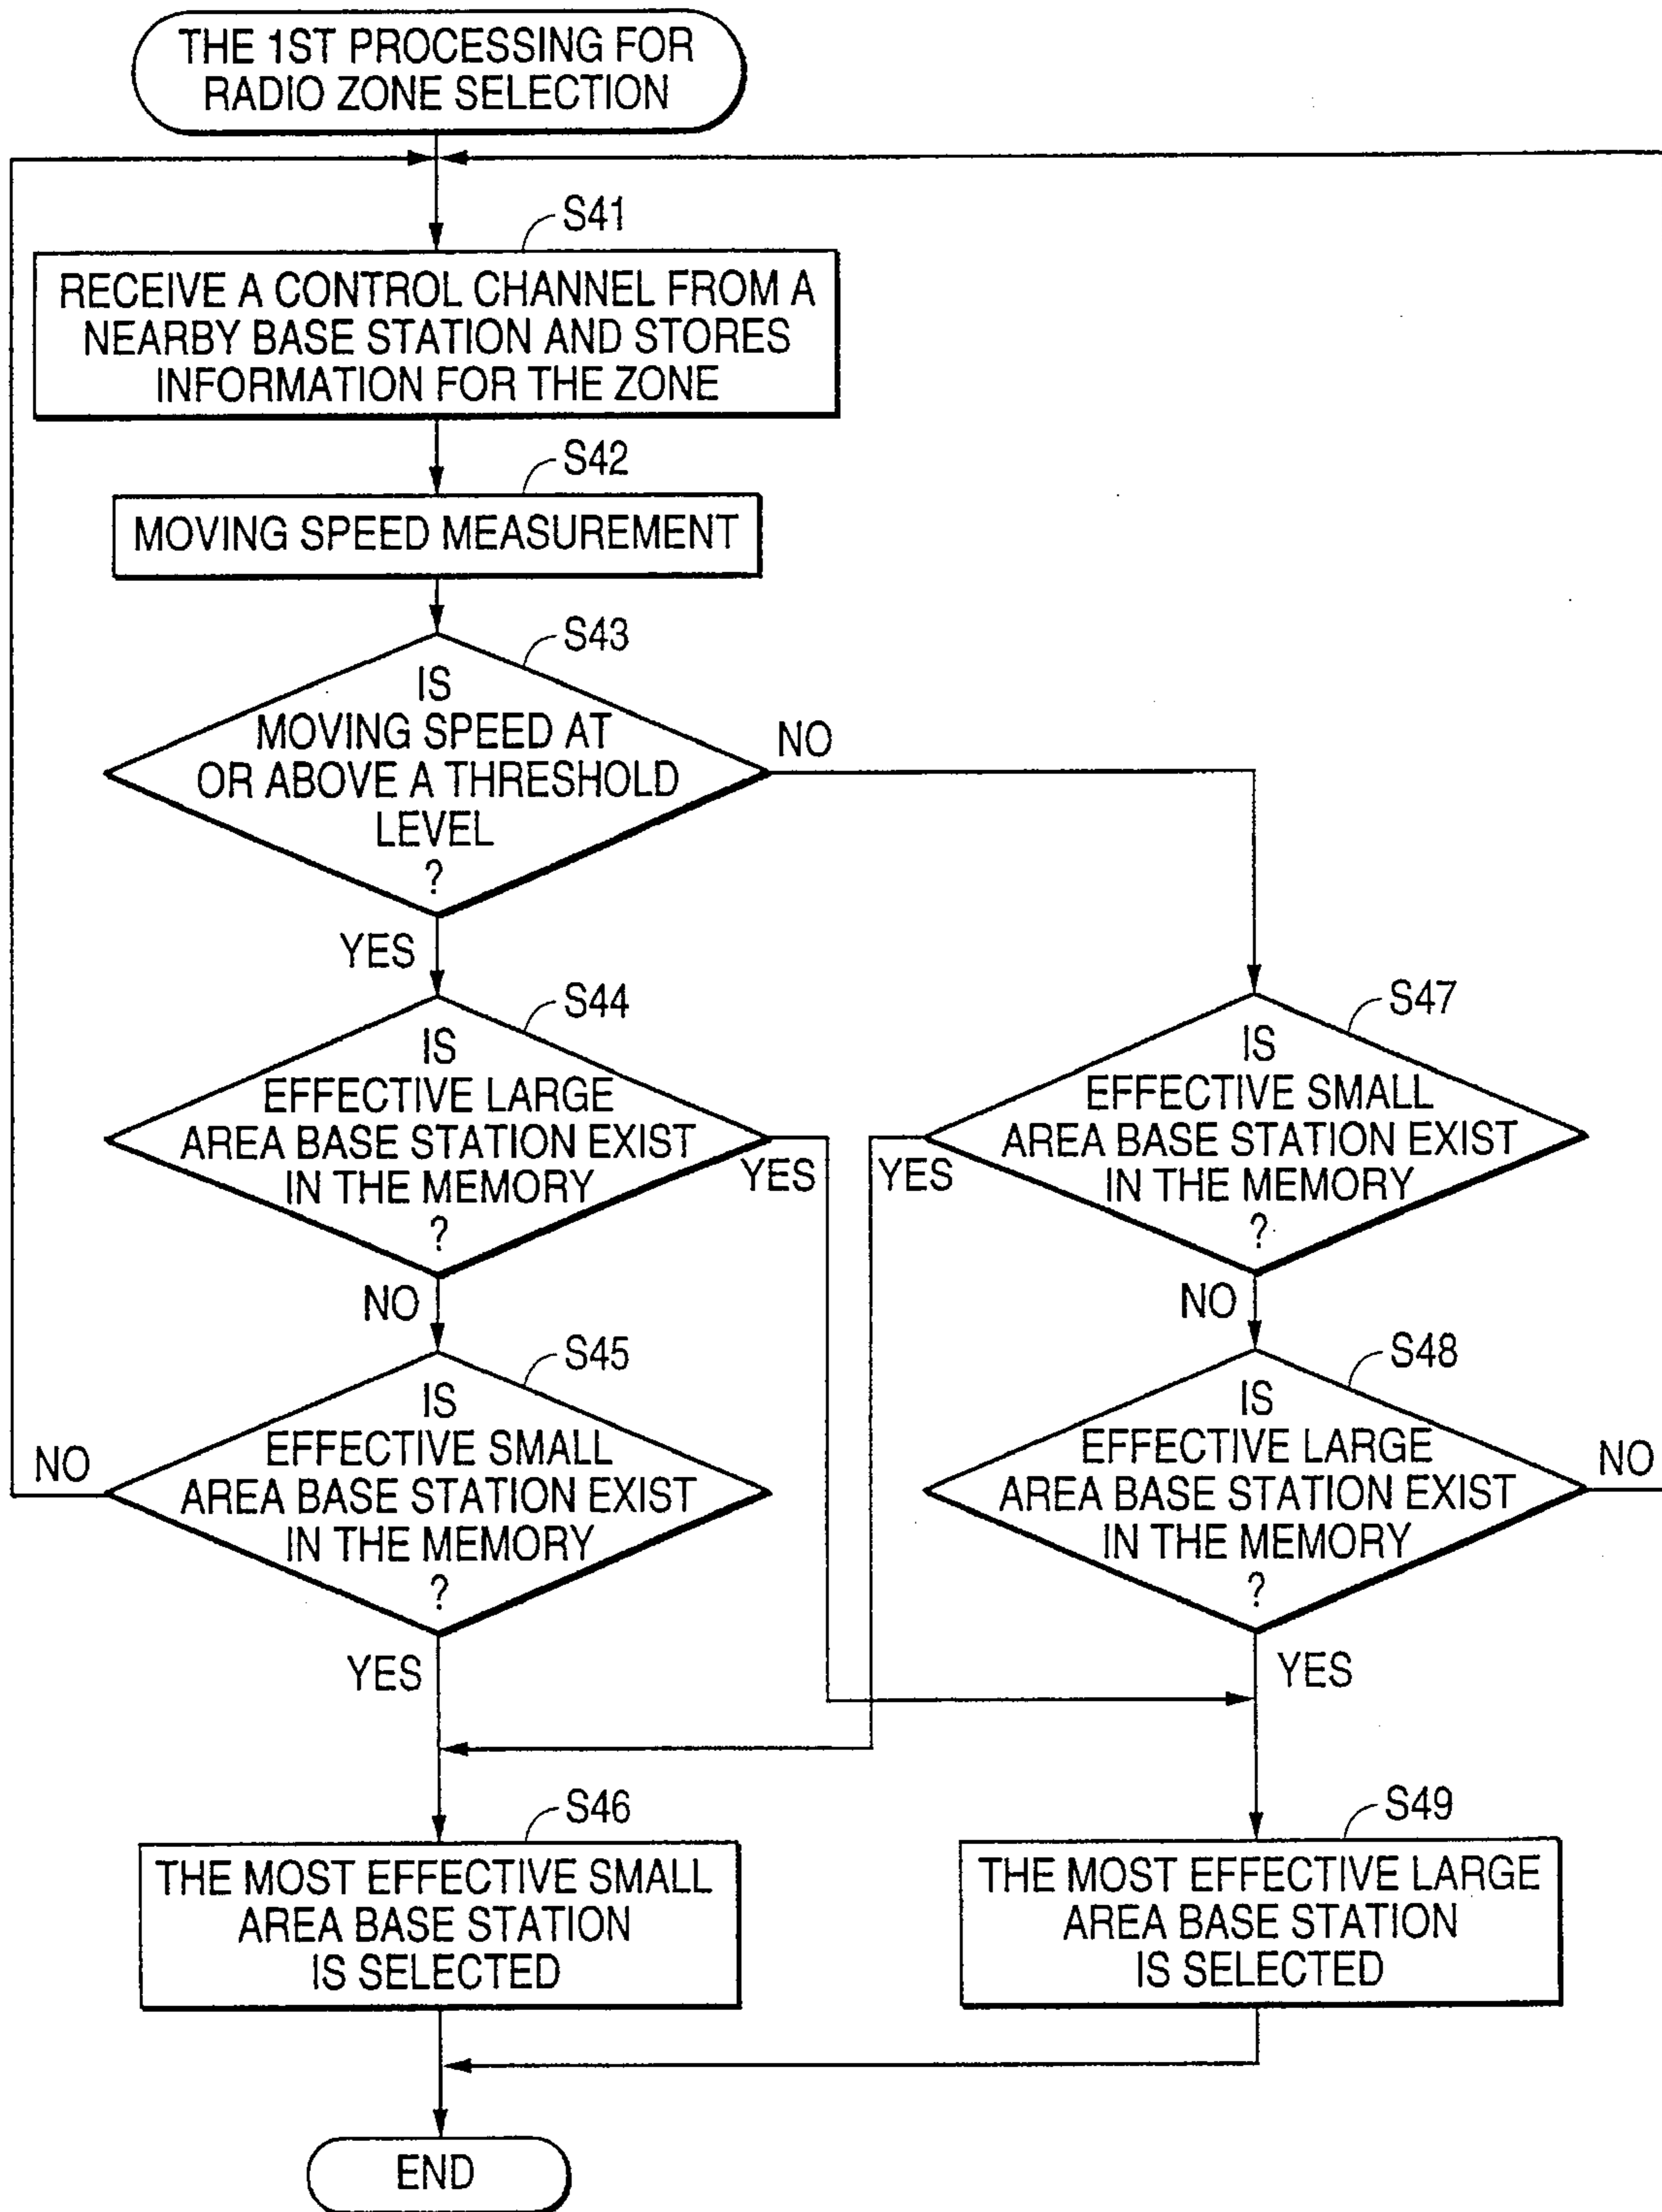 THE 1ST PROCESSING FOR
RADIO ZONE SELECTION
S41
RECEIVE A CONTROL CHANNEL FROM A
NEARBY BASE STATION AND STORES
INFORMATION FOR THE ZONE
S42
MOVING SPEED MEASUREMENT
S43
IS
MOVING SPEED AT
OR ABOVE A THRESHOLD
LEVEL
?
NO
YES
S44
IS
EFFECTIVE LARGE
AREA BASE STATION EXIST
IN THE MEMORY
?
YES
NO
S47
IS
EFFECTIVE SMALL
AREA BASE STATION EXIST
IN THE MEMORY
?
YES
NO
S45
IS
EFFECTIVE SMALL
AREA BASE STATION EXIST
IN THE MEMORY
?
NO
YES
S48
IS
EFFECTIVE LARGE
AREA BASE STATION EXIST
IN THE MEMORY
?
NO
YES
S46
THE MOST EFFECTIVE SMALL
AREA BASE STATION
IS SELECTED
S49
THE MOST EFFECTIVE LARGE
AREA BASE STATION
IS SELECTED
END